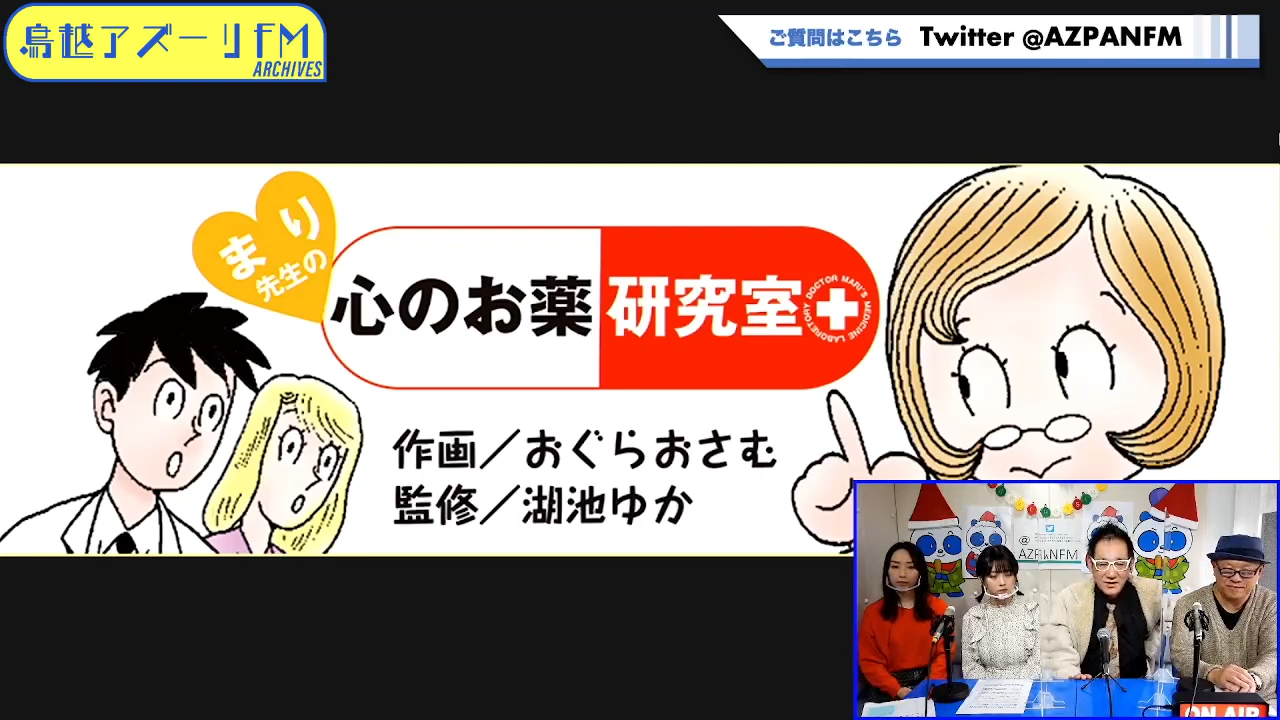 鳥越アズーリFM
ARCHIVES
ご質問はこちら Twitter @AZPANFM
まり
先生の
心のお薬研究室
DOCTOR MARI'S MEDICINE LABORETORY
作画／おぐらおさむ
監修／湖池ゆか
@
AZPANFM
ON AIR